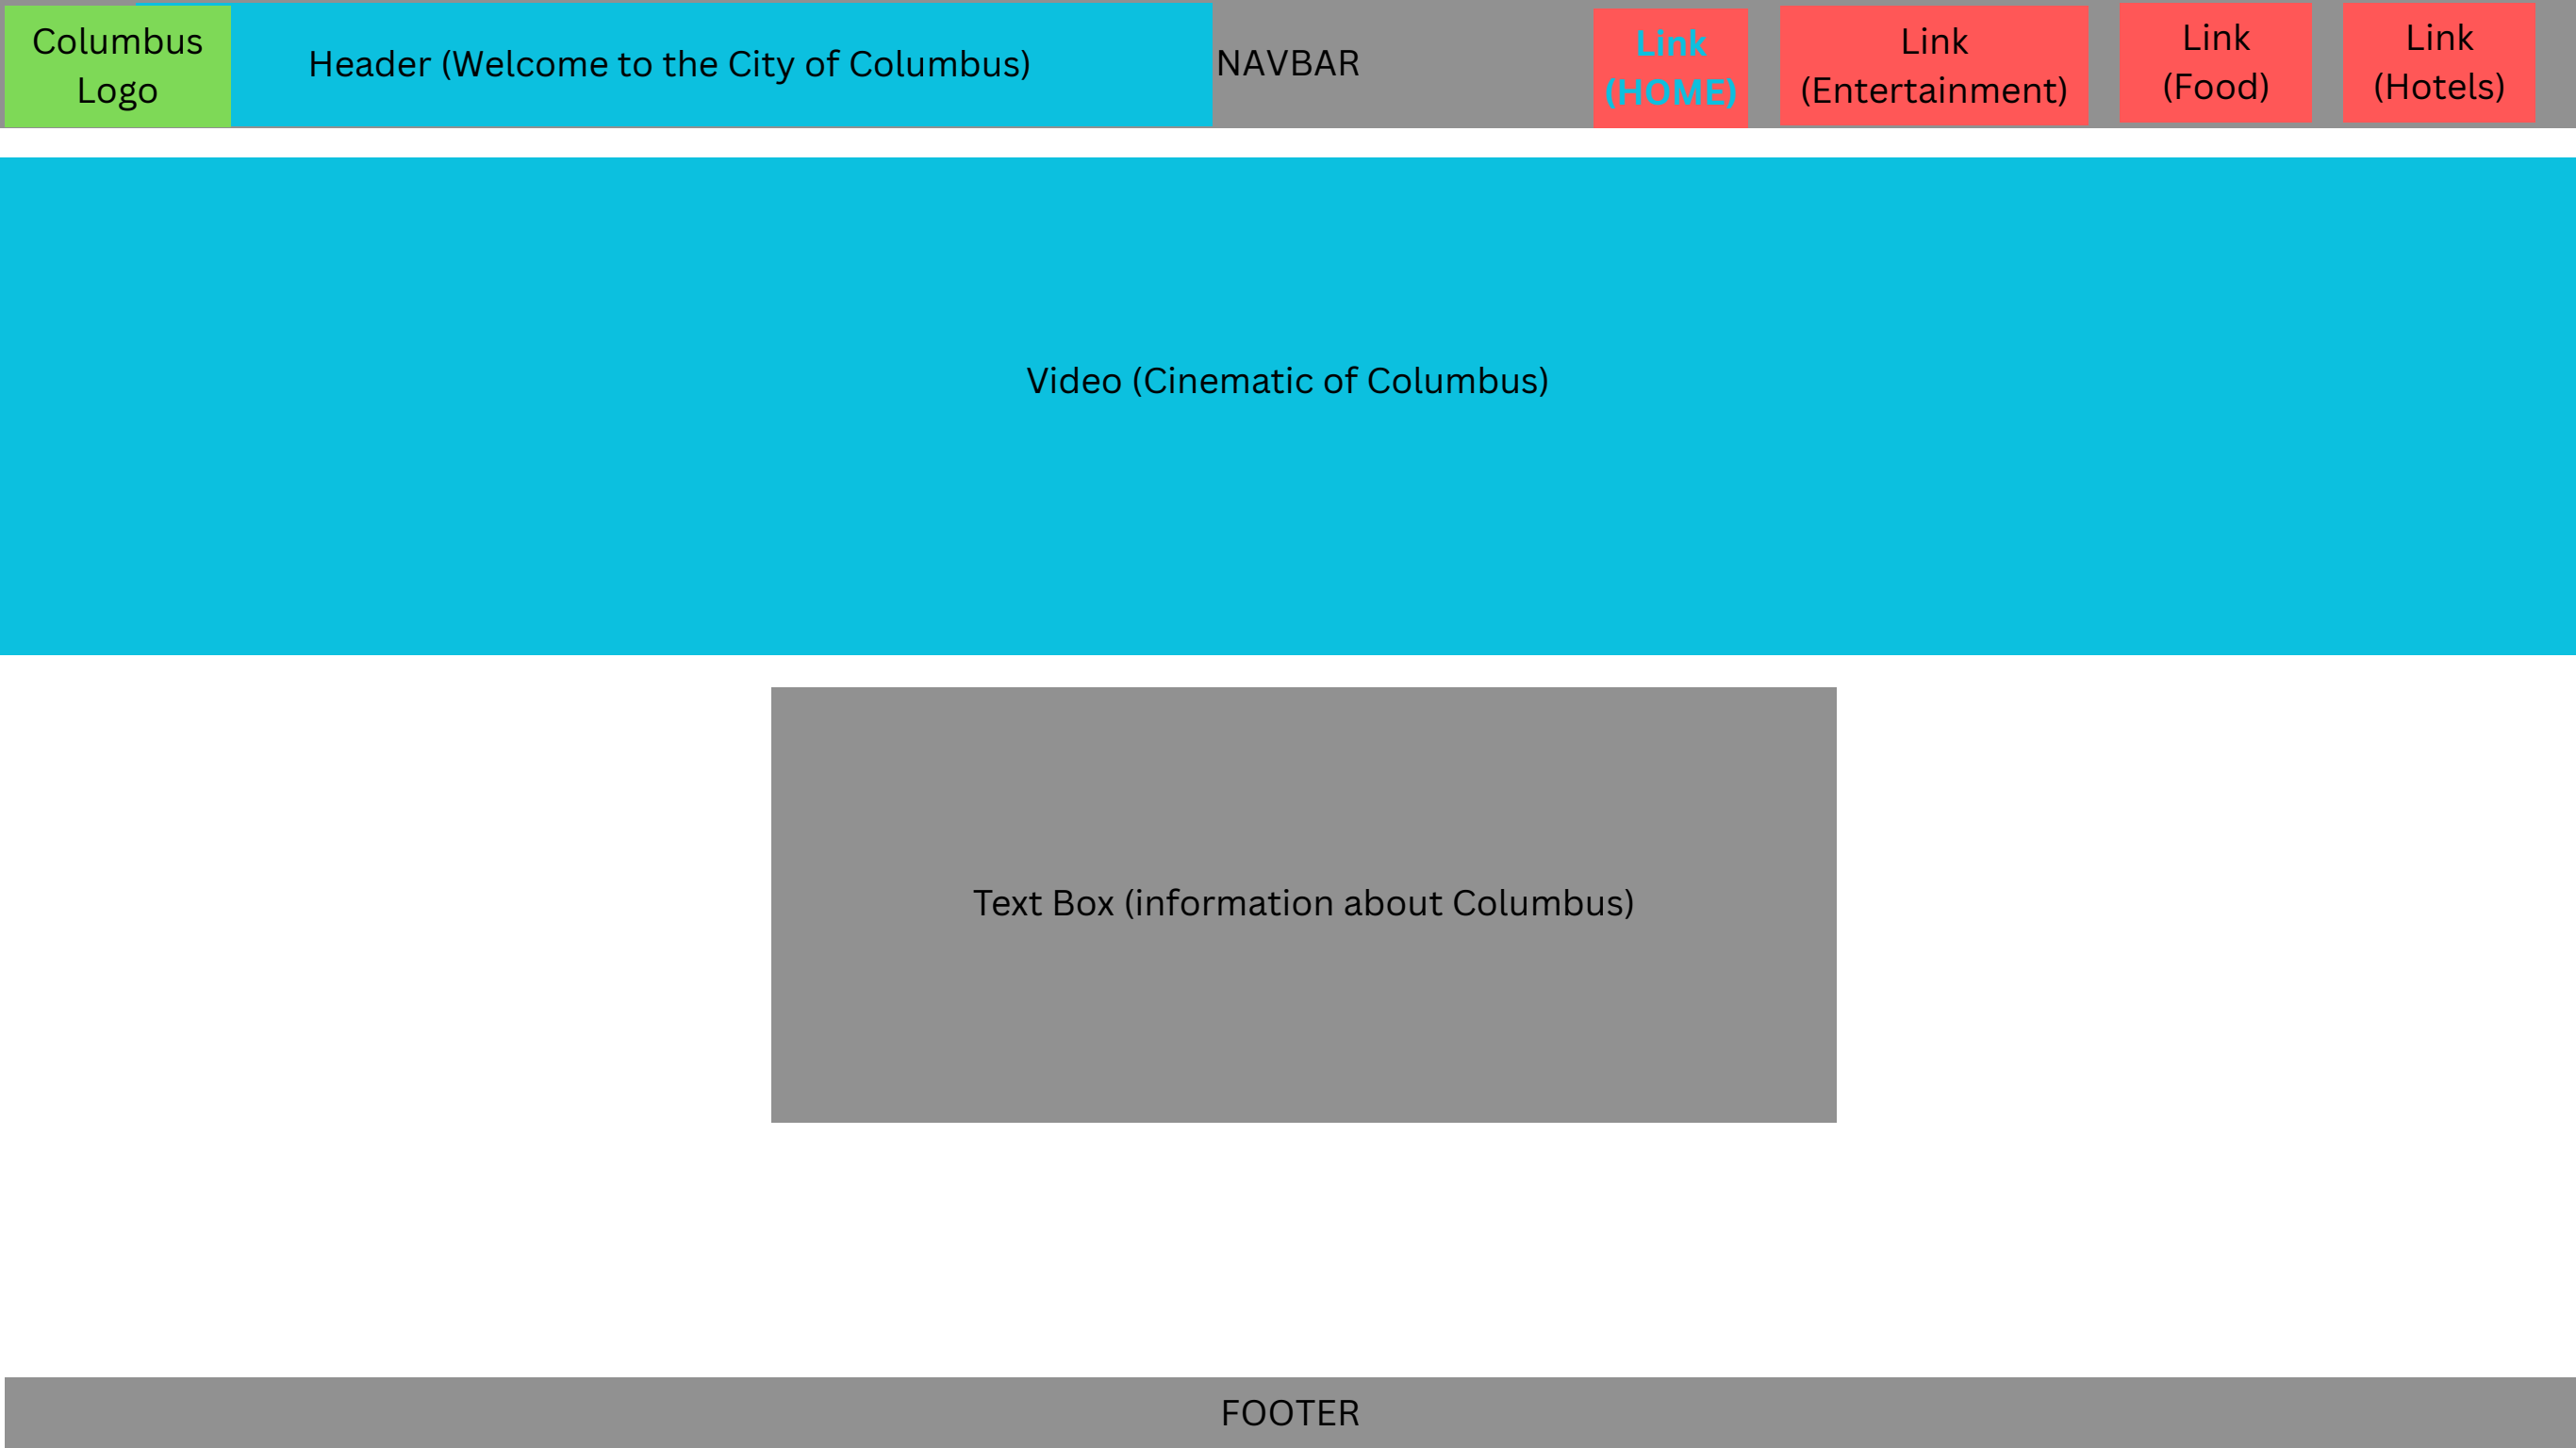 Columbus
Logo
Header (Welcome to the City of Columbus)
NAVBAR
Link
(HOME)
Link
(Entertainment)
Link
(Food)
Link
(Hotels)
Video (Cinematic of Columbus)
Text Box (information about Columbus)
FOOTER